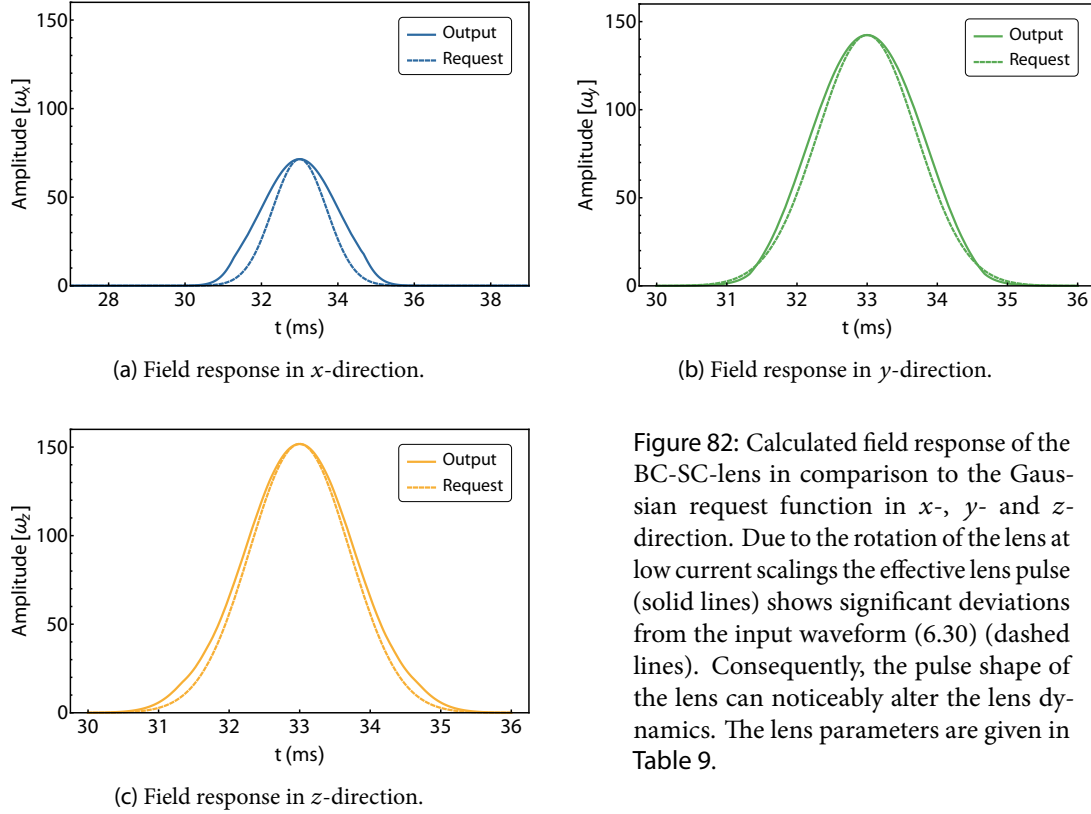 Amplitude [ωx]
150
100
50
0
28
30
32
34
36
38
t (ms)
Output
Request
(a) Field response in x-direction.
Amplitude [ωy]
150
100
50
0
30
31
32
33
34
35
36
t (ms)
Output
Request
(b) Field response in y-direction.
Amplitude [ωz]
150
100
50
0
30
31
32
33
34
35
36
t (ms)
Output
Request
(c) Field response in z-direction.
Figure 82: Calculated field response of the
BC-SC-lens in comparison to the Gaus-
sian request function in x-, y- and z-
direction. Due to the rotation of the lens at
low current scalings the effective lens pulse
(solid lines) shows significant deviations
from the input waveform (6.30) (dashed
lines). Consequently, the pulse shape of
the lens can noticeably alter the lens dy-
namics. The lens parameters are given in
Table 9.